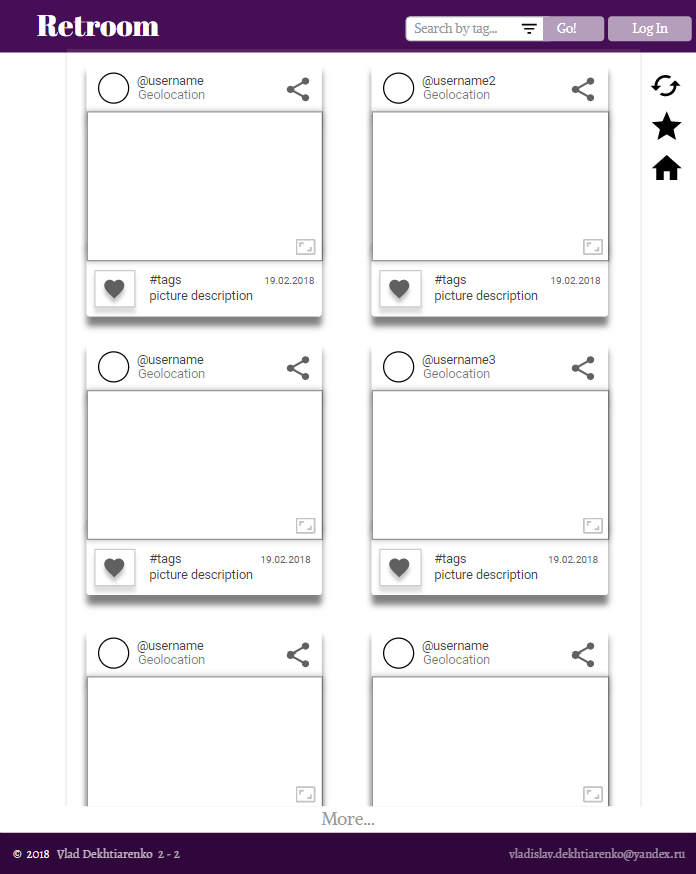 Retroom
Search by tag...
Go!
Log In
@username
Geolocation
@username2
Geolocation
#tags
19.02.2018
picture description
#tags
19.02.2018
picture description
@username
Geolocation
@username3
Geolocation
#tags
19.02.2018
picture description
#tags
19.02.2018
picture description
@username
Geolocation
@username
Geolocation
More...
© 2018 Vlad Dekhtiarenko 2 - 2
vladislav.dekhtiarenko@yandex.ru